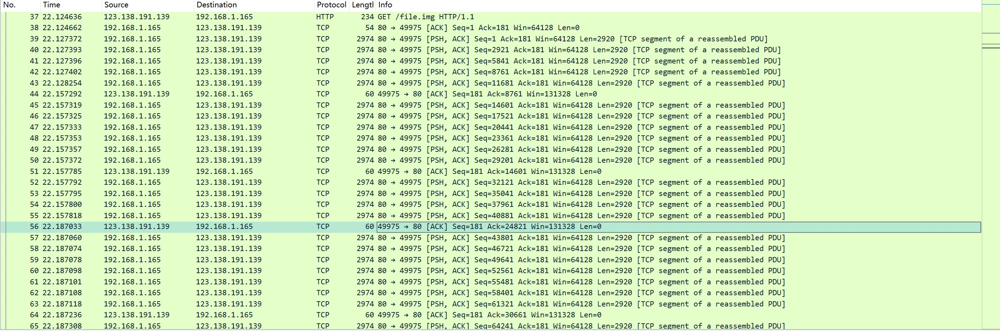 No. Time Source Destination Protocol Length Info
37 22.124636 123.138.191.139 192.168.1.165 HTTP 234 GET /file.img HTTP/1.1
38 22.124662 192.168.1.165 123.138.191.139 TCP 54 80 → 49975 [ACK] Seq=1 Ack=181 Win=64128 Len=0
39 22.127372 192.168.1.165 123.138.191.139 TCP 2974 80 → 49975 [PSH, ACK] Seq=1 Ack=181 Win=64128 Len=2920 [TCP segment of a reassembled PDU]
40 22.127393 192.168.1.165 123.138.191.139 TCP 2974 80 → 49975 [PSH, ACK] Seq=2921 Ack=181 Win=64128 Len=2920 [TCP segment of a reassembled PDU]
41 22.127396 192.168.1.165 123.138.191.139 TCP 2974 80 → 49975 [PSH, ACK] Seq=5841 Ack=181 Win=64128 Len=2920 [TCP segment of a reassembled PDU]
42 22.127402 192.168.1.165 123.138.191.139 TCP 2974 80 → 49975 [PSH, ACK] Seq=8761 Ack=181 Win=64128 Len=2920 [TCP segment of a reassembled PDU]
43 22.128254 192.168.1.165 123.138.191.139 TCP 2974 80 → 49975 [PSH, ACK] Seq=11681 Ack=181 Win=64128 Len=2920 [TCP segment of a reassembled PDU]
44 22.157292 123.138.191.139 192.168.1.165 TCP 60 49975 → 80 [ACK] Seq=181 Ack=8761 Win=131328 Len=0
45 22.157319 192.168.1.165 123.138.191.139 TCP 2974 80 → 49975 [PSH, ACK] Seq=14601 Ack=181 Win=64128 Len=2920 [TCP segment of a reassembled PDU]
46 22.157325 192.168.1.165 123.138.191.139 TCP 2974 80 → 49975 [PSH, ACK] Seq=17521 Ack=181 Win=64128 Len=2920 [TCP segment of a reassembled PDU]
47 22.157333 192.168.1.165 123.138.191.139 TCP 2974 80 → 49975 [PSH, ACK] Seq=20441 Ack=181 Win=64128 Len=2920 [TCP segment of a reassembled PDU]
48 22.157353 192.168.1.165 123.138.191.139 TCP 2974 80 → 49975 [PSH, ACK] Seq=23361 Ack=181 Win=64128 Len=2920 [TCP segment of a reassembled PDU]
49 22.157357 192.168.1.165 123.138.191.139 TCP 2974 80 → 49975 [PSH, ACK] Seq=26281 Ack=181 Win=64128 Len=2920 [TCP segment of a reassembled PDU]
50 22.157372 192.168.1.165 123.138.191.139 TCP 2974 80 → 49975 [PSH, ACK] Seq=29201 Ack=181 Win=64128 Len=2920 [TCP segment of a reassembled PDU]
51 22.157785 123.138.191.139 192.168.1.165 TCP 60 49975 → 80 [ACK] Seq=181 Ack=14601 Win=131328 Len=0
52 22.157792 192.168.1.165 123.138.191.139 TCP 2974 80 → 49975 [PSH, ACK] Seq=32121 Ack=181 Win=64128 Len=2920 [TCP segment of a reassembled PDU]
53 22.157795 192.168.1.165 123.138.191.139 TCP 2974 80 → 49975 [PSH, ACK] Seq=35041 Ack=181 Win=64128 Len=2920 [TCP segment of a reassembled PDU]
54 22.157800 192.168.1.165 123.138.191.139 TCP 2974 80 → 49975 [PSH, ACK] Seq=37961 Ack=181 Win=64128 Len=2920 [TCP segment of a reassembled PDU]
55 22.157818 192.168.1.165 123.138.191.139 TCP 2974 80 → 49975 [PSH, ACK] Seq=40881 Ack=181 Win=64128 Len=2920 [TCP segment of a reassembled PDU]
56 22.187033 123.138.191.139 192.168.1.165 TCP 60 49975 → 80 [ACK] Seq=181 Ack=24821 Win=131328 Len=0
57 22.187060 192.168.1.165 123.138.191.139 TCP 2974 80 → 49975 [PSH, ACK] Seq=43801 Ack=181 Win=64128 Len=2920 [TCP segment of a reassembled PDU]
58 22.187074 192.168.1.165 123.138.191.139 TCP 2974 80 → 49975 [PSH, ACK] Seq=46721 Ack=181 Win=64128 Len=2920 [TCP segment of a reassembled PDU]
59 22.187078 192.168.1.165 123.138.191.139 TCP 2974 80 → 49975 [PSH, ACK] Seq=49641 Ack=181 Win=64128 Len=2920 [TCP segment of a reassembled PDU]
60 22.187098 192.168.1.165 123.138.191.139 TCP 2974 80 → 49975 [PSH, ACK] Seq=52561 Ack=181 Win=64128 Len=2920 [TCP segment of a reassembled PDU]
61 22.187101 192.168.1.165 123.138.191.139 TCP 2974 80 → 49975 [PSH, ACK] Seq=55481 Ack=181 Win=64128 Len=2920 [TCP segment of a reassembled PDU]
62 22.187108 192.168.1.165 123.138.191.139 TCP 2974 80 → 49975 [PSH, ACK] Seq=58401 Ack=181 Win=64128 Len=2920 [TCP segment of a reassembled PDU]
63 22.187118 192.168.1.165 123.138.191.139 TCP 2974 80 → 49975 [PSH, ACK] Seq=61321 Ack=181 Win=64128 Len=2920 [TCP segment of a reassembled PDU]
64 22.187236 123.138.191.139 192.168.1.165 TCP 60 49975 → 80 [ACK] Seq=181 Ack=30661 Win=131328 Len=0
65 22.187308 192.168.1.165 123.138.191.139 TCP 2974 80 → 49975 [PSH, ACK] Seq=64241 Ack=181 Win=64128 Len=2920 [TCP segment of a reassembled PDU]